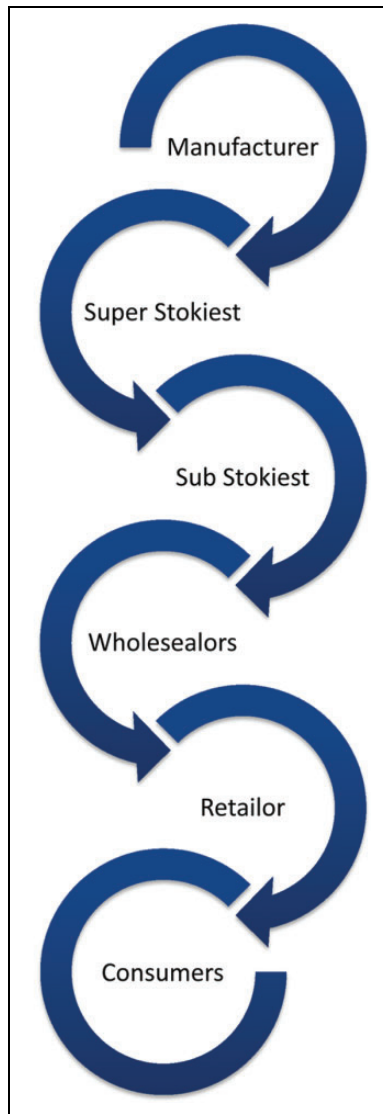 Manufacturer
Super Stokiest
Sub Stokiest
Wholesealors
Retailor
Consumers